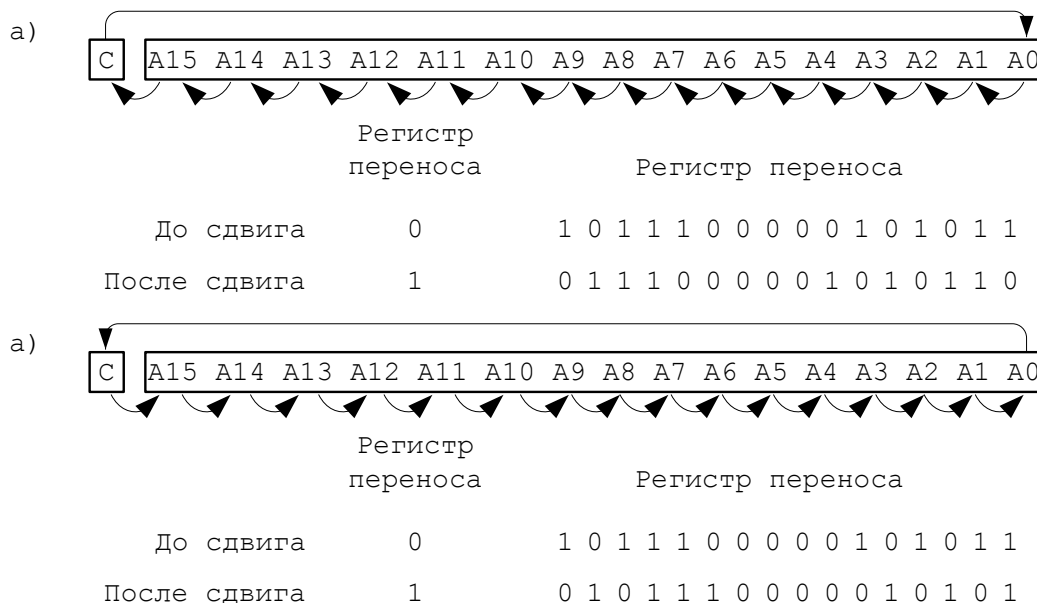 а)
C A15 A14 A13 A12 A11 A10 A9 A8 A7 A6 A5 A4 A3 A2 A1 A0
Регистр
переноса Регистр переноса
До сдвига 0 1 0 1 1 1 0 0 0 0 0 1 0 1 0 1 1
После сдвига 1 0 1 1 1 0 0 0 0 0 1 0 1 0 1 1 0
а)
C A15 A14 A13 A12 A11 A10 A9 A8 A7 A6 A5 A4 A3 A2 A1 A0
Регистр
переноса Регистр переноса
До сдвига 0 1 0 1 1 1 0 0 0 0 0 1 0 1 0 1 1
После сдвига 1 0 1 0 1 1 1 0 0 0 0 0 1 0 1 0 1